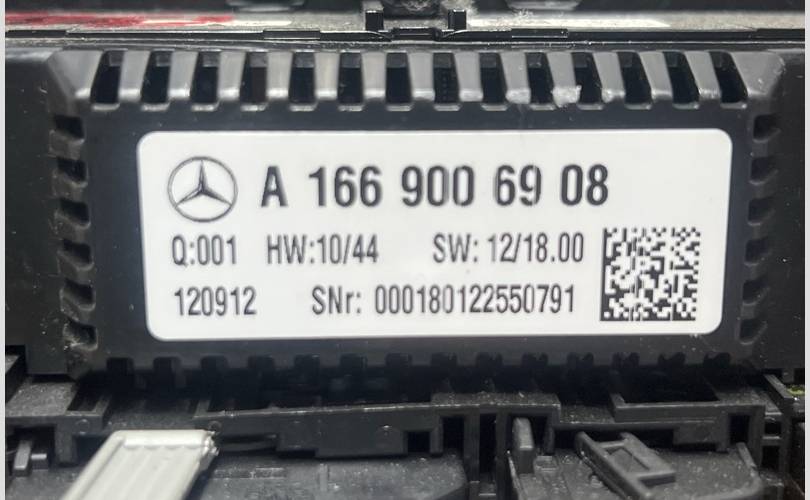 A 166 900 69 08
Q:001 HW:10/44 SW: 12/18.00
120912 SNr: 000180122550791